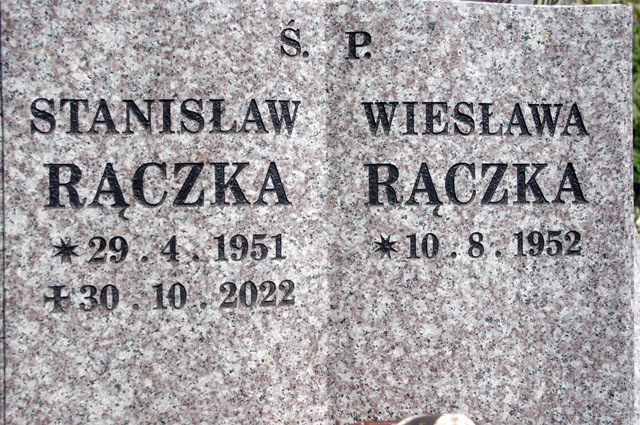 Ś. P.
STANISŁAW
RĄCZKA
* 29.4.1951
✝ 30.10.2022
WIESŁAWA
RĄCZKA
* 10.8.1952